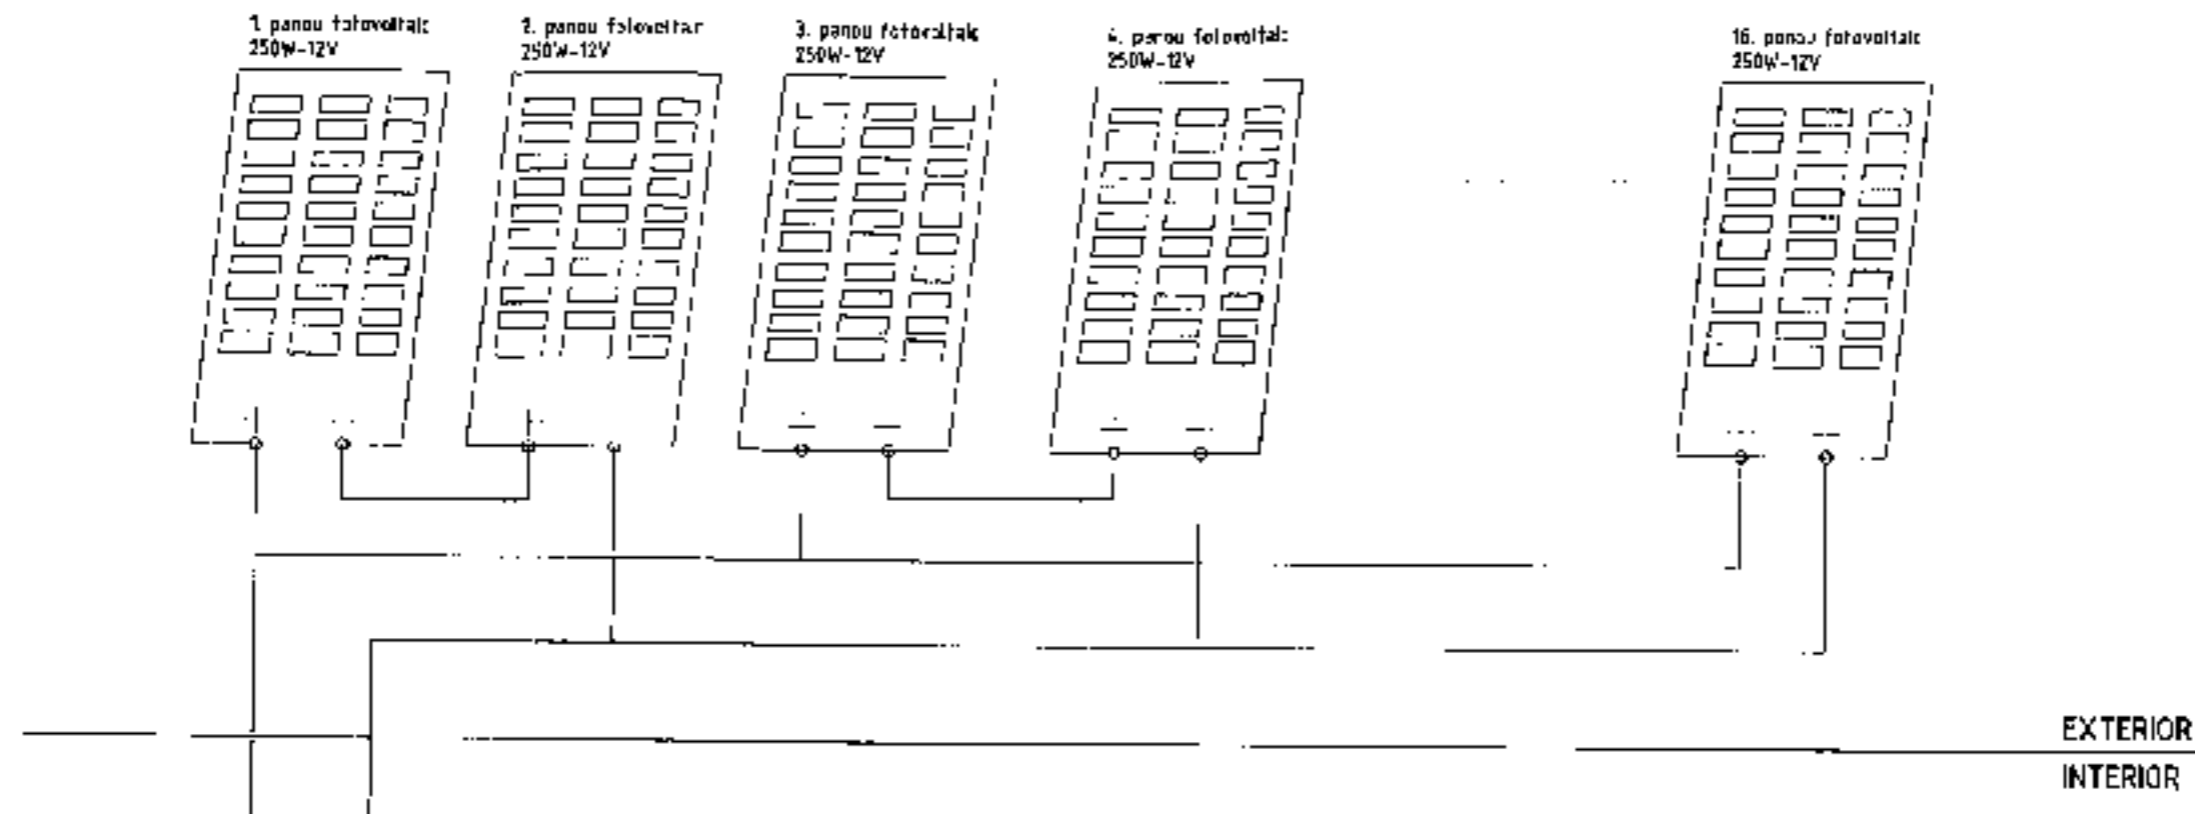 1. panou fotovoltaic
250W-12V
2. panou fotovoltaic
250W-12V
3. panou fotovoltaic
250W-12V
4. panou fotovoltaic
250W-12V
16. panou fotovoltaic
250W-12V
EXTERIOR
INTERIOR